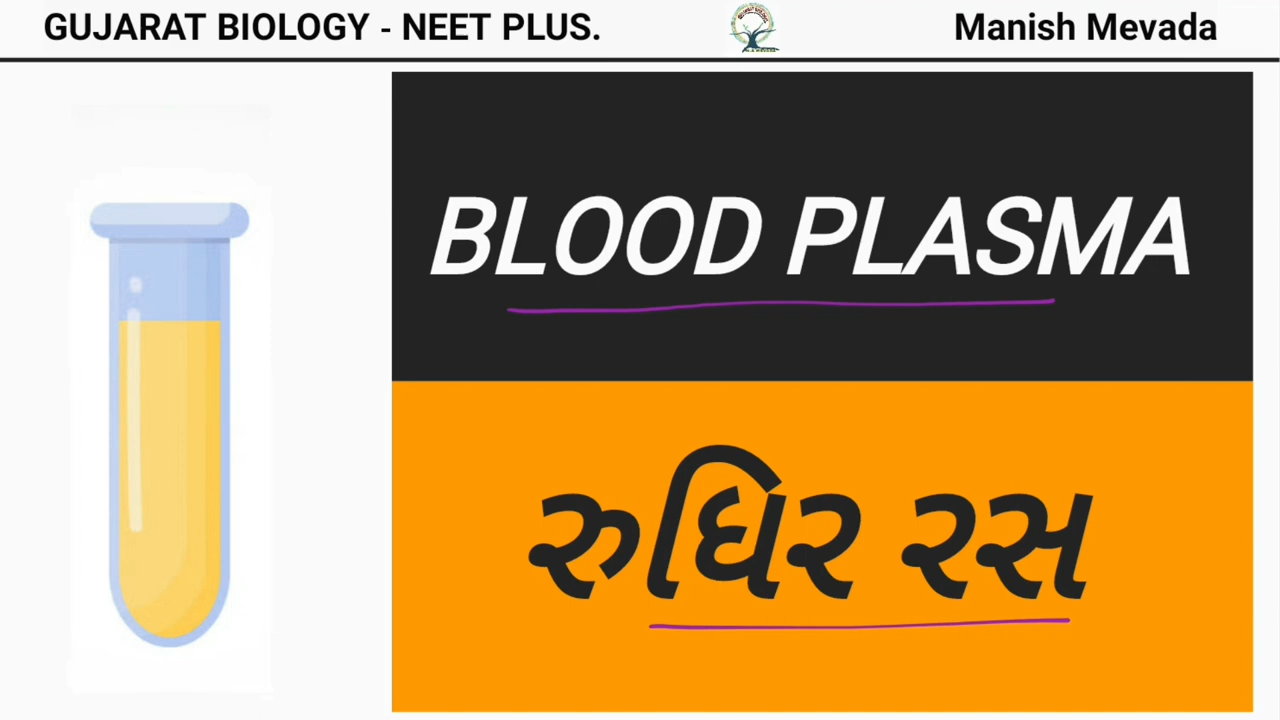 GUJARAT BIOLOGY - NEET PLUS.
Manish Mevada
BLOOD PLASMA
રુધિર રસ